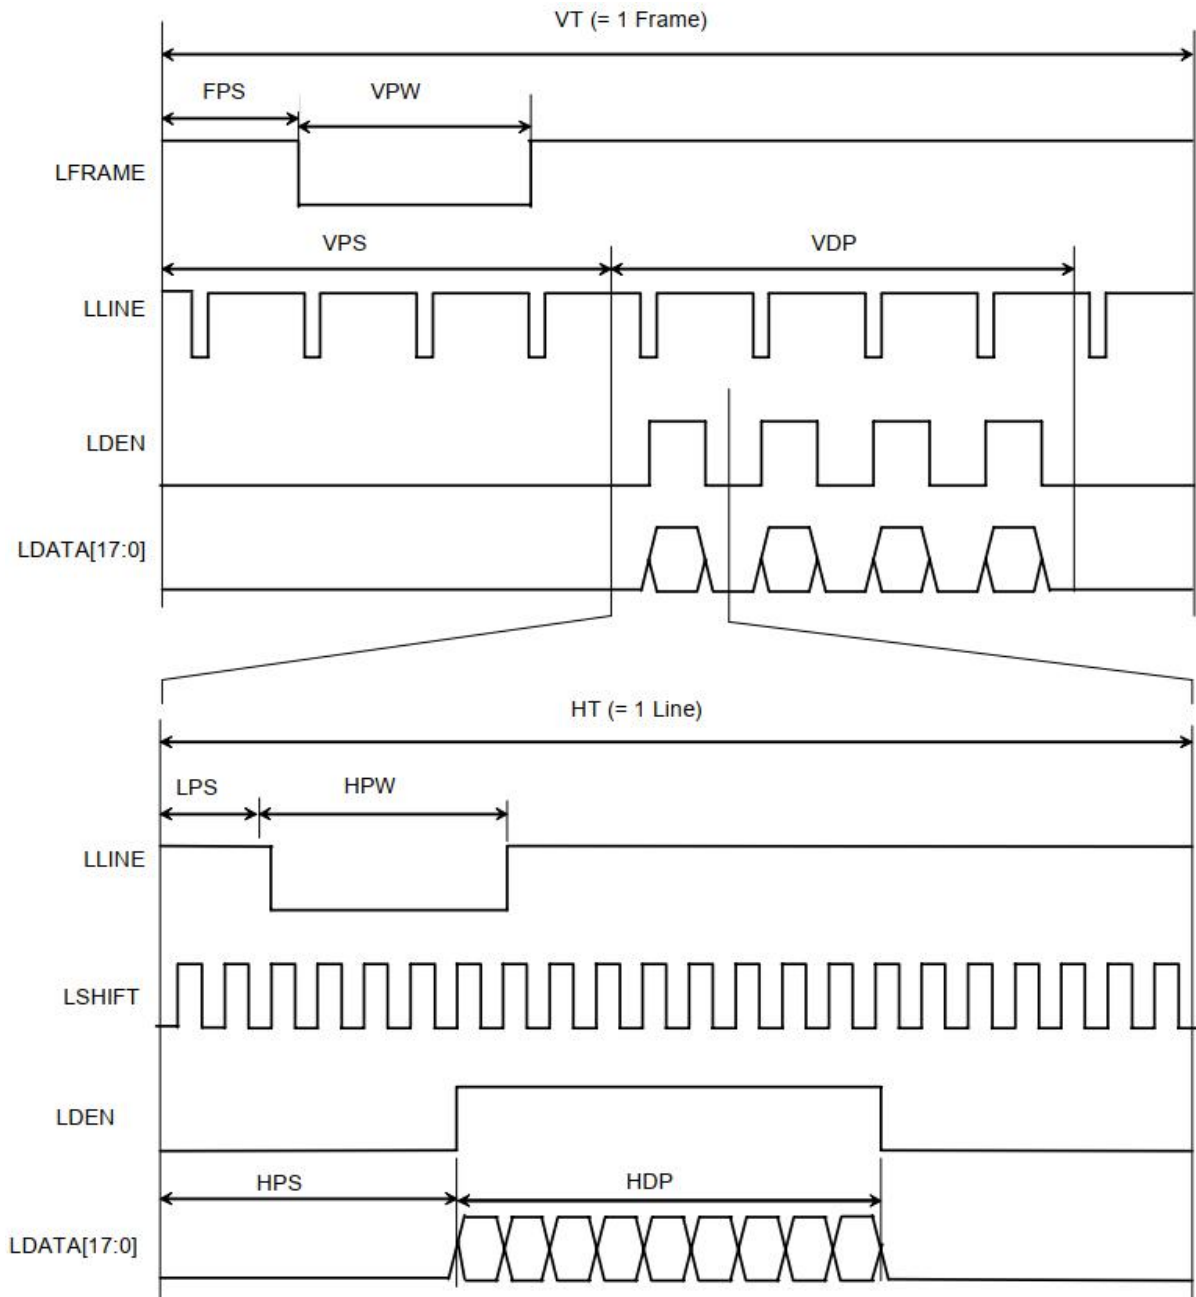 VT (= 1 Frame)
FPS
VPW
LFRAME
VPS
VDP
LLINE
LDEN
LDATA[17:0]
HT (= 1 Line)
LPS
HPW
LLINE
LSHIFT
LDEN
HPS
HDP
LDATA[17:0]